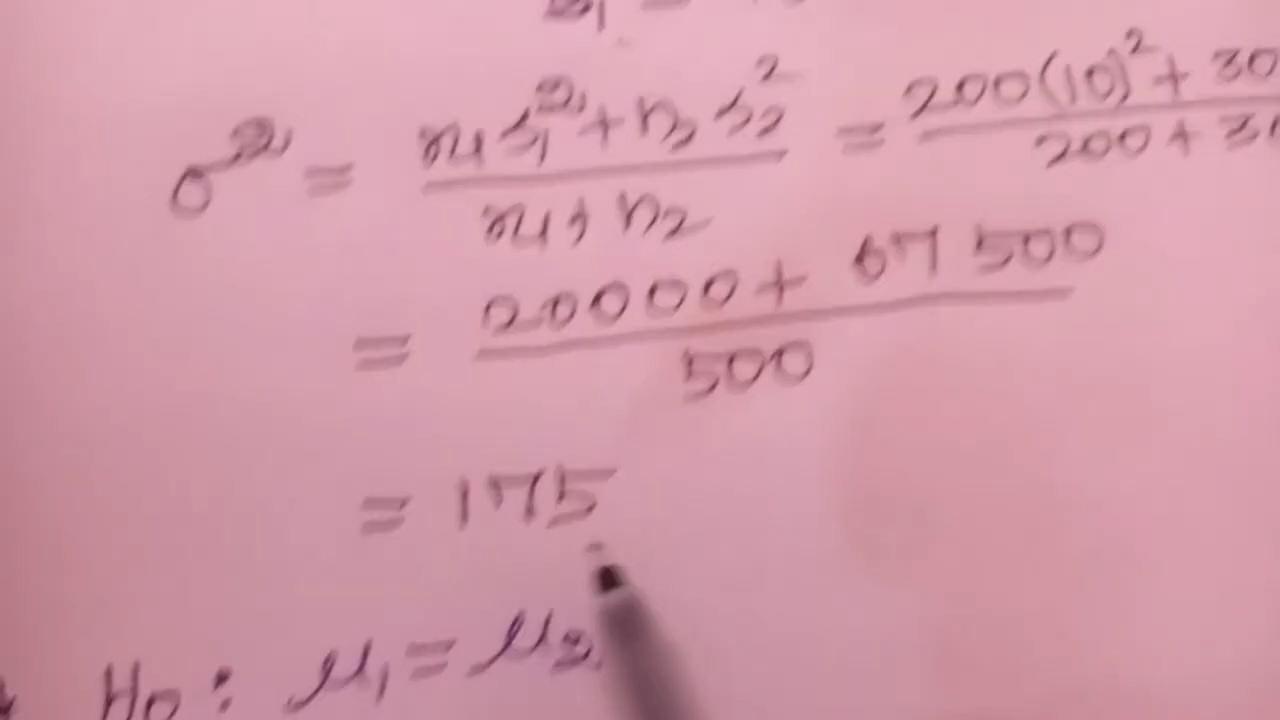 σ² = n₁s₁² + n₂s₂² / n₁ + n₂ = 200(10)² + 30 / 200 + 30
= 20000 + 67500 / 500
= 175
H₀ : μ₁ = μ₂